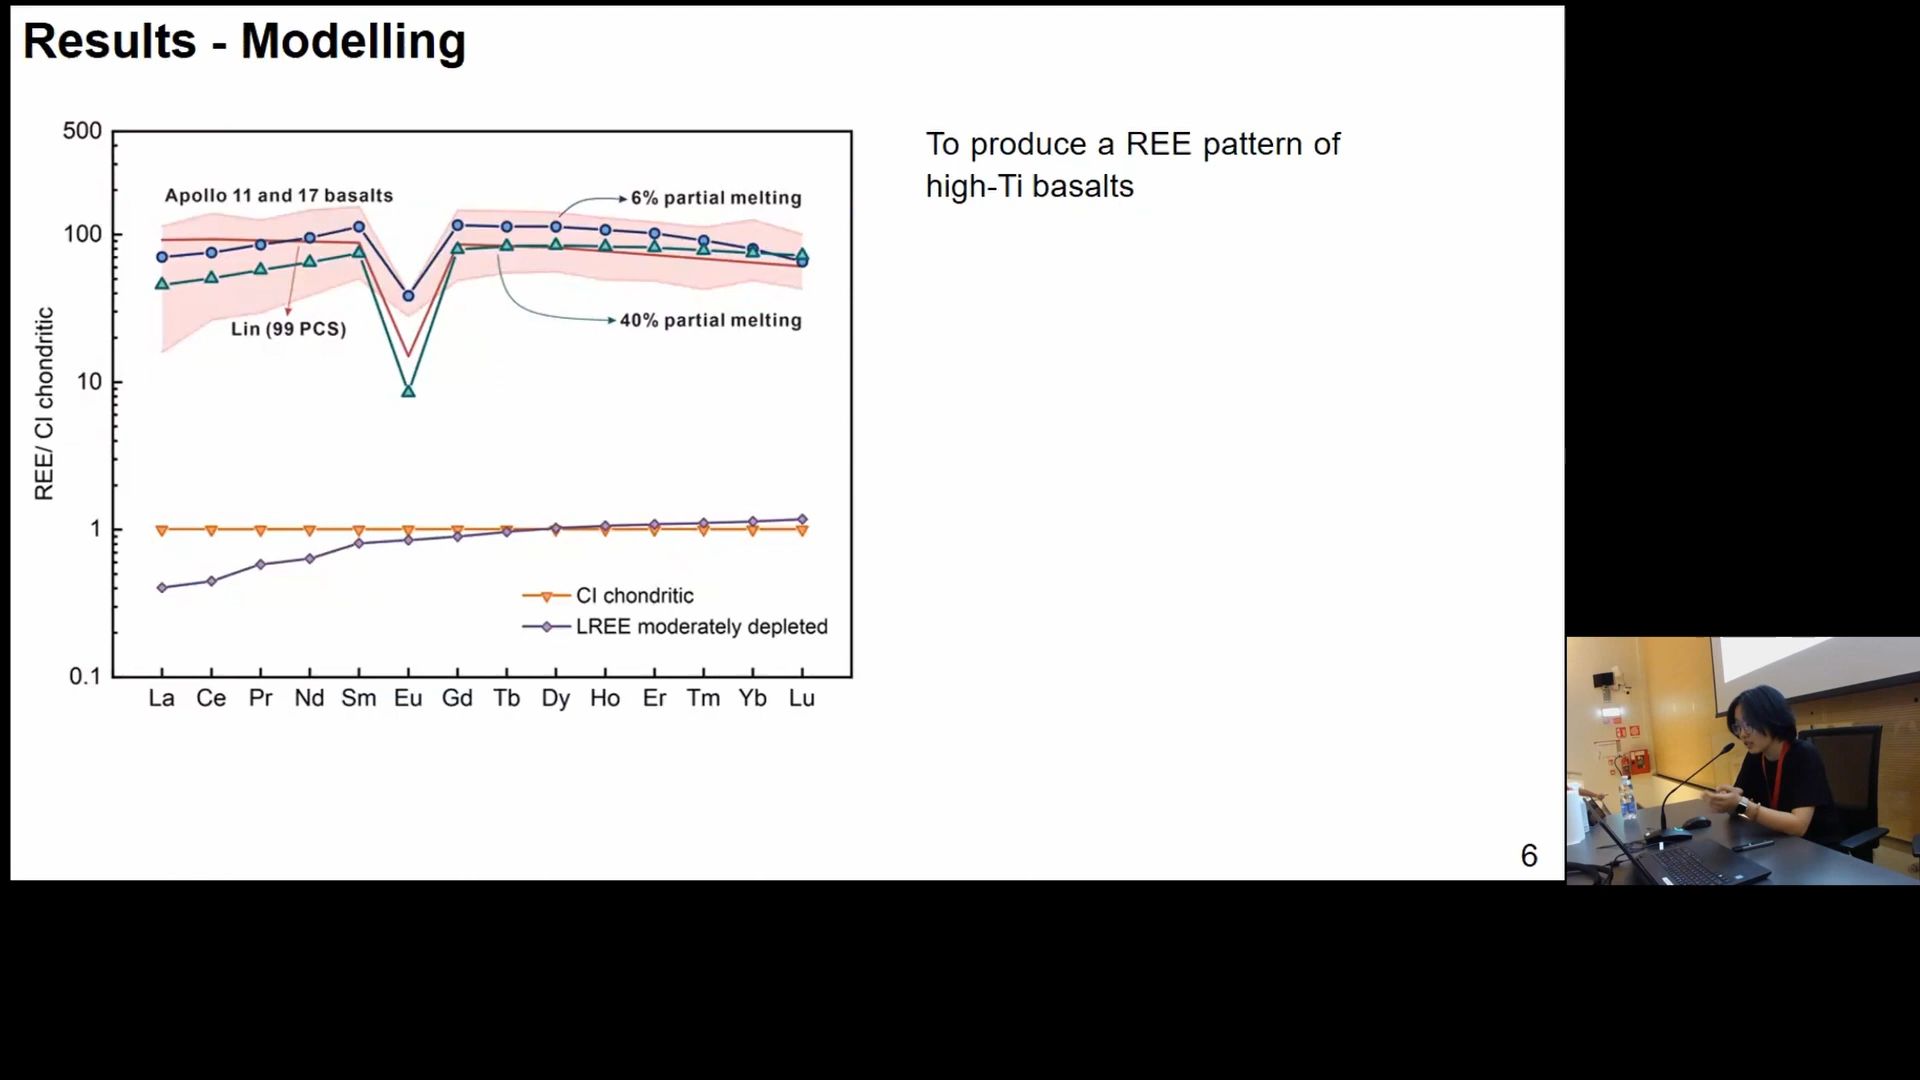 Results - Modelling
500
100
10
1
0.1
REE/ CI chondritic
Apollo 11 and 17 basalts
6% partial melting
Lin (99 PCS)
40% partial melting
CI chondritic
LREE moderately depleted
La Ce Pr Nd Sm Eu Gd Tb Dy Ho Er Tm Yb Lu
To produce a REE pattern of
high-Ti basalts
6